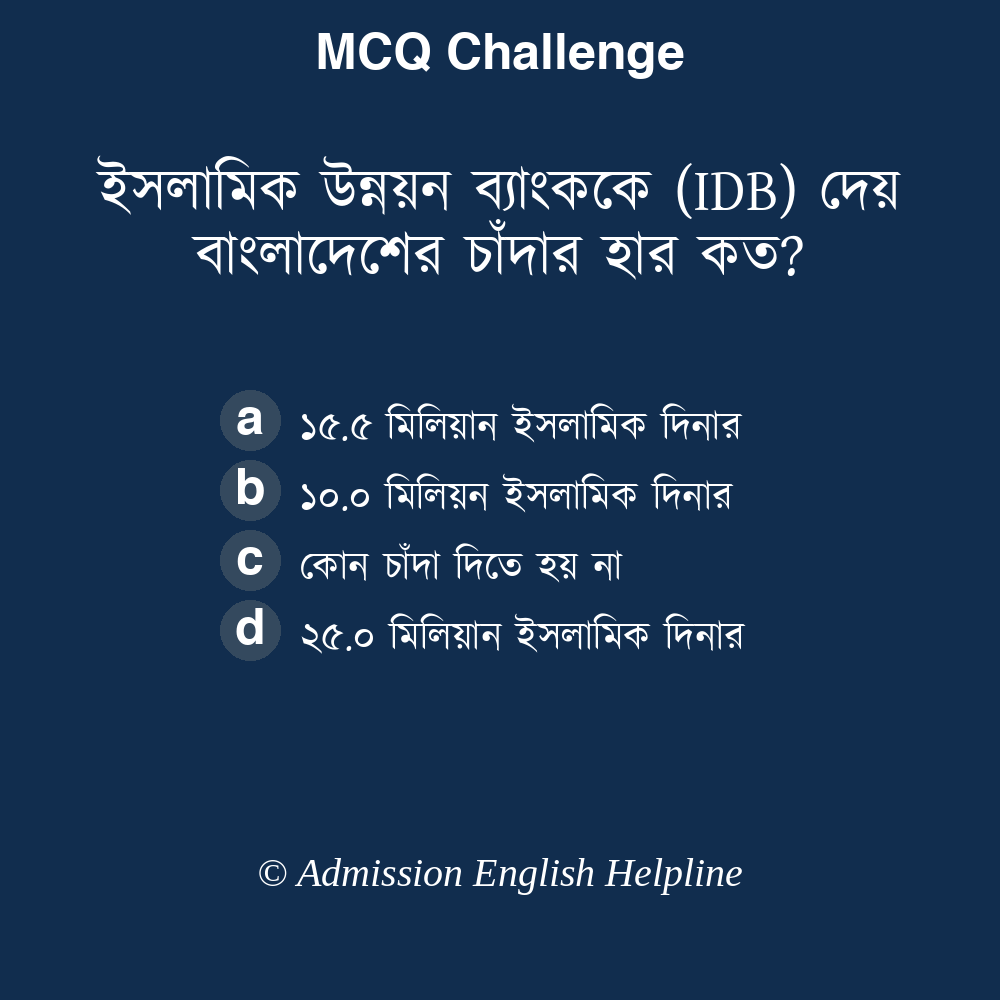 MCQ Challenge
ইসলামিক উন্নয়ন ব্যাংককে (IDB) দেয়
বাংলাদেশের চাঁদার হার কত?
a ১৫.৫ মিলিয়ান ইসলামিক দিনার
b ১০.০ মিলিয়ন ইসলামিক দিনার
c কোন চাঁদা দিতে হয় না
d ২৫.০ মিলিয়ান ইসলামিক দিনার
© Admission English Helpline